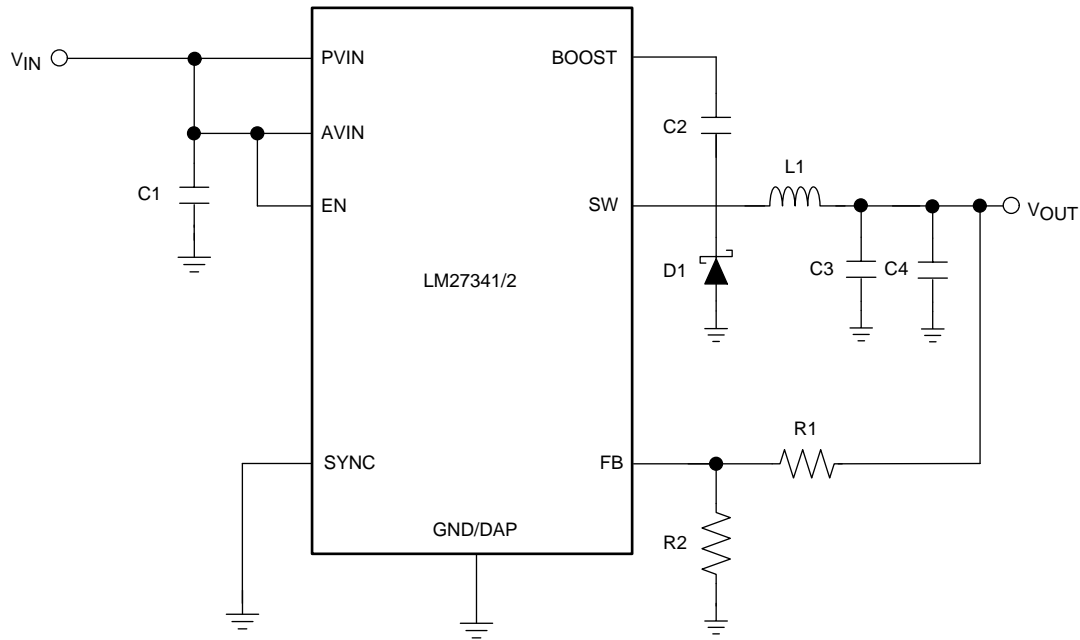 VIN
PVIN
BOOST
C2
AVIN
L1
C1
EN
SW
VOUT
D1
C3
C4
LM27341/2
R1
SYNC
FB
GND/DAP
R2